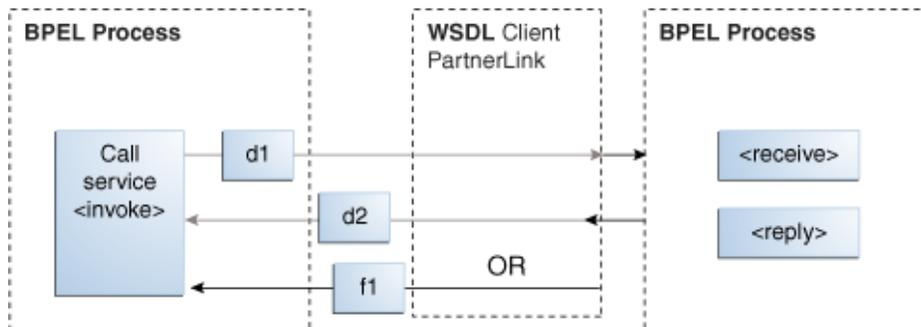 BPEL Process
WSDL Client
PartnerLink
BPEL Process
Call
service
<invoke>
d1
<receive>
d2
<reply>
OR
f1